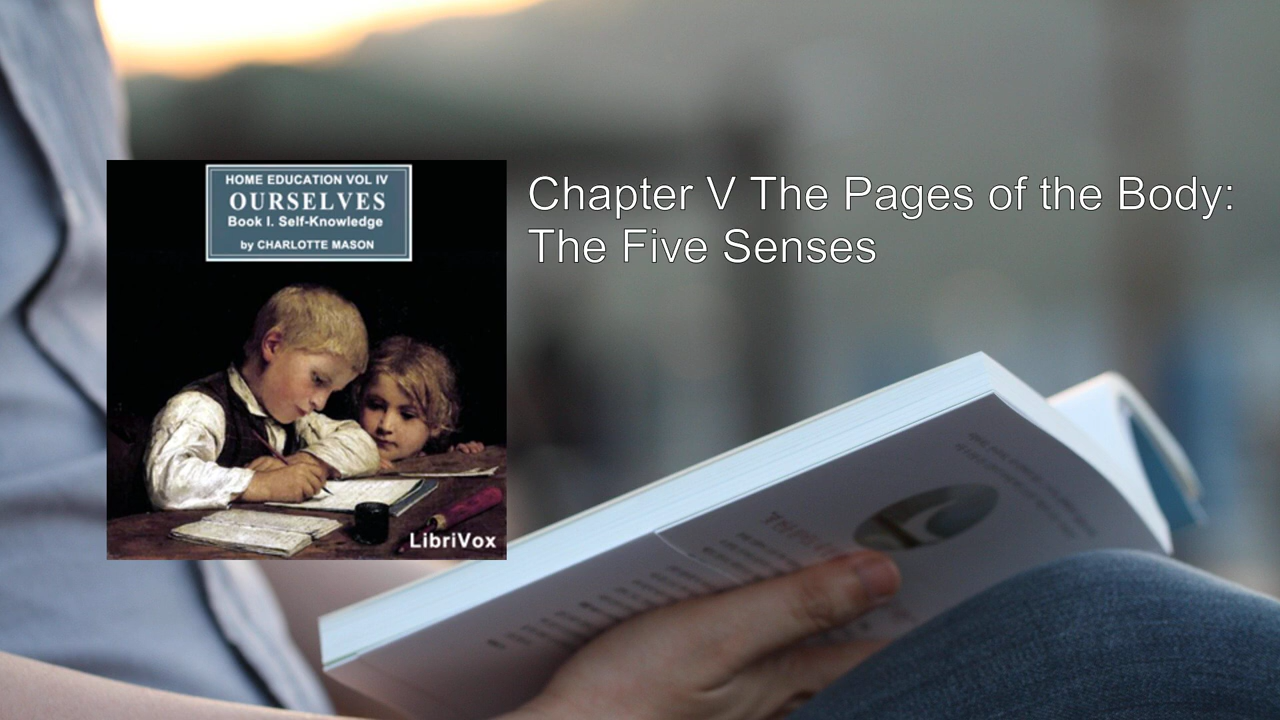 HOME EDUCATION VOL IV
OURSELVES
Book I. Self-Knowledge
by CHARLOTTE MASON
LibriVox
Chapter V The Pages of the Body:
The Five Senses